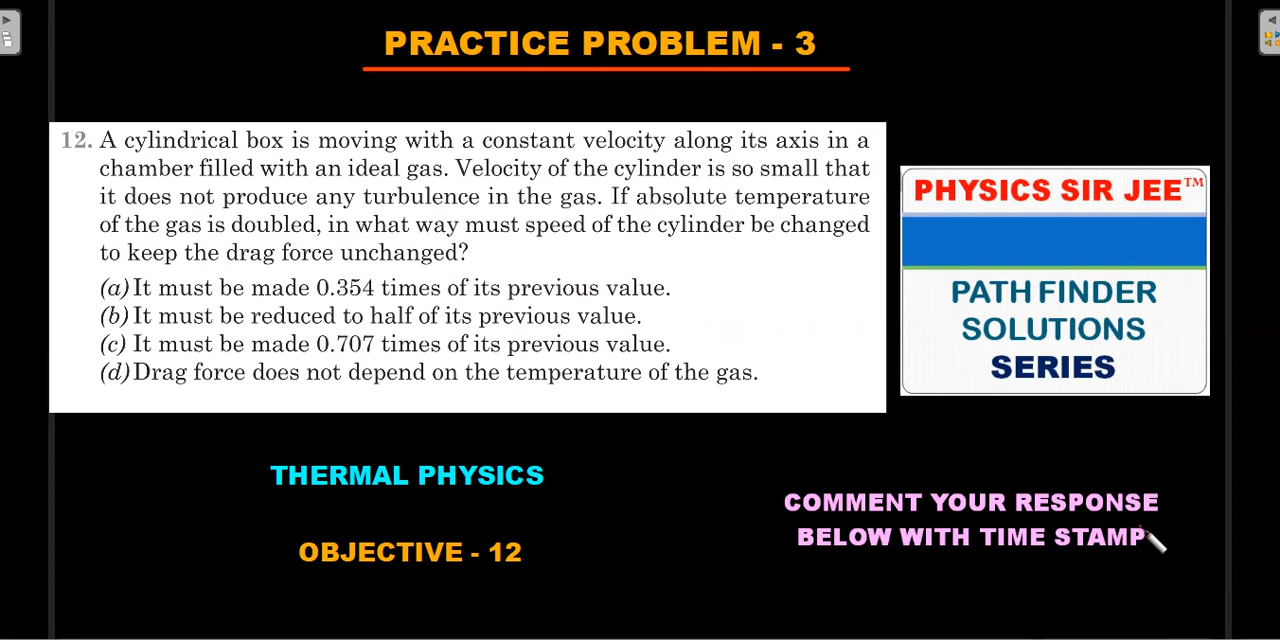 PRACTICE PROBLEM - 3
12. A cylindrical box is moving with a constant velocity along its axis in a
chamber filled with an ideal gas. Velocity of the cylinder is so small that
it does not produce any turbulence in the gas. If absolute temperature
of the gas is doubled, in what way must speed of the cylinder be changed
to keep the drag force unchanged?
(a) It must be made 0.354 times of its previous value.
(b) It must be reduced to half of its previous value.
(c) It must be made 0.707 times of its previous value.
(d) Drag force does not depend on the temperature of the gas.
PHYSICS SIR JEE™
PATH FINDER
SOLUTIONS
SERIES
THERMAL PHYSICS
OBJECTIVE - 12
COMMENT YOUR RESPONSE
BELOW WITH TIME STAMP